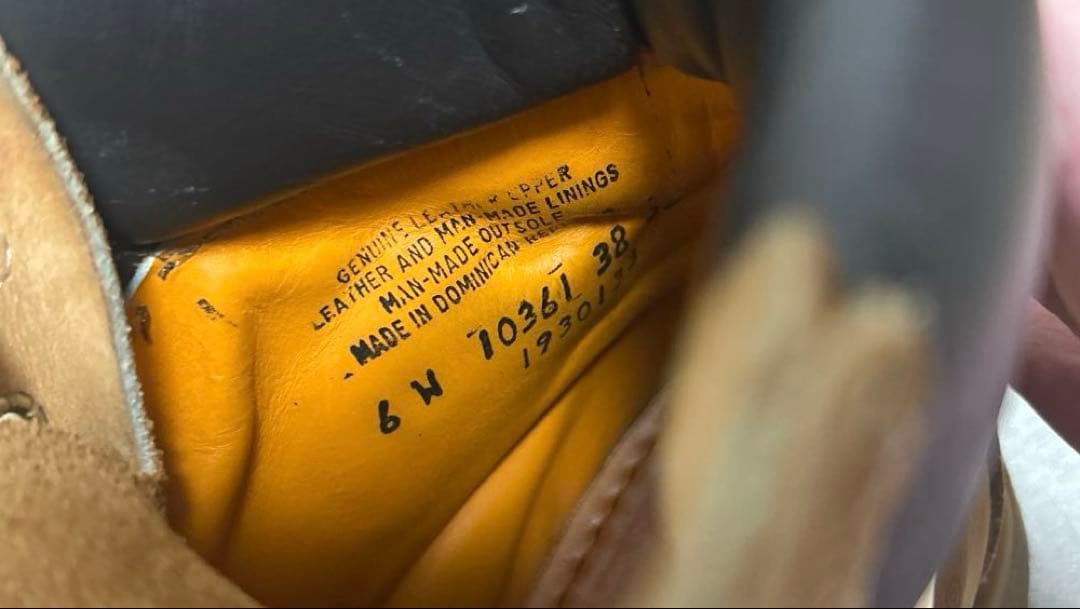 GENUINE LEATHER UPPER
LEATHER AND MAN-MADE LININGS
MAN-MADE OUTSOLE
MADE IN DOMINICAN
6 W 10361 38